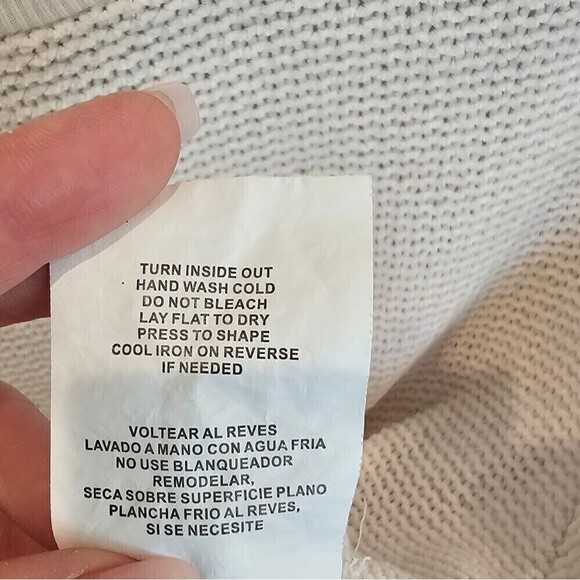 TURN INSIDE OUT
HAND WASH COLD
DO NOT BLEACH
LAY FLAT TO DRY
PRESS TO SHAPE
COOL IRON ON REVERSE
IF NEEDED
VOLTEAR AL REVES
LAVADO A MANO CON AGUA FRIA
NO USE BLANQUEADOR
REMODELAR,
SECA SOBRE SUPERFICIE PLANO
PLANCHA FRIO AL REVES,
SI SE NECESITE